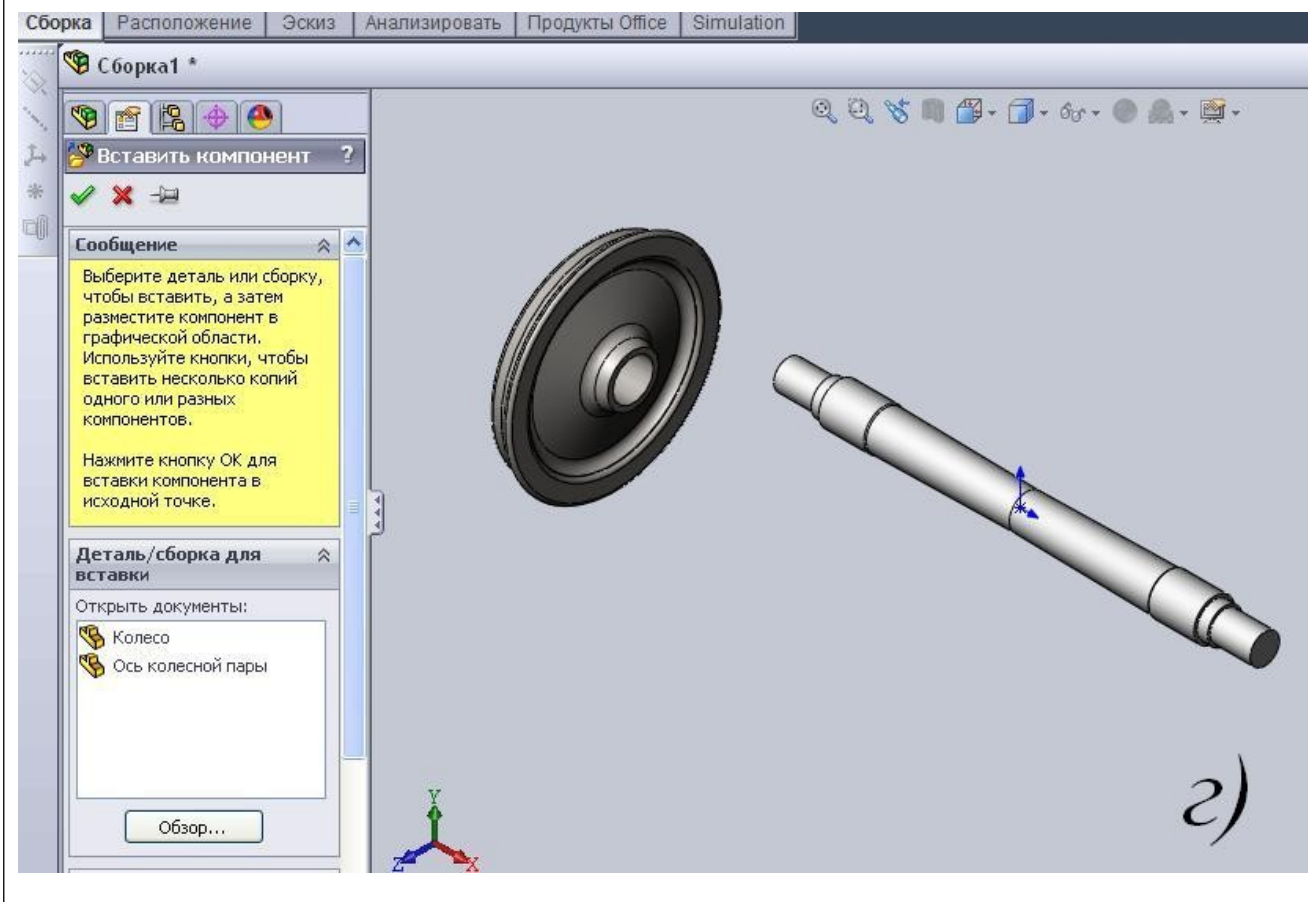 Сборка Расположение Эскиз Анализировать Продукты Office Simulation
Сборка1 *
Вставить компонент ?
Сообщение
Выберите деталь или сборку,
чтобы вставить, а затем
разместите компонент в
графической области.
Используйте кнопки, чтобы
вставить несколько копий
одного или разных
компонентов.
Нажмите кнопку ОК для
вставки компонента в
исходной точке.
Деталь/сборка для
вставки
Открыть документы:
Колесо
Ось колесной пары
Обзор...
Y
Z X
г)